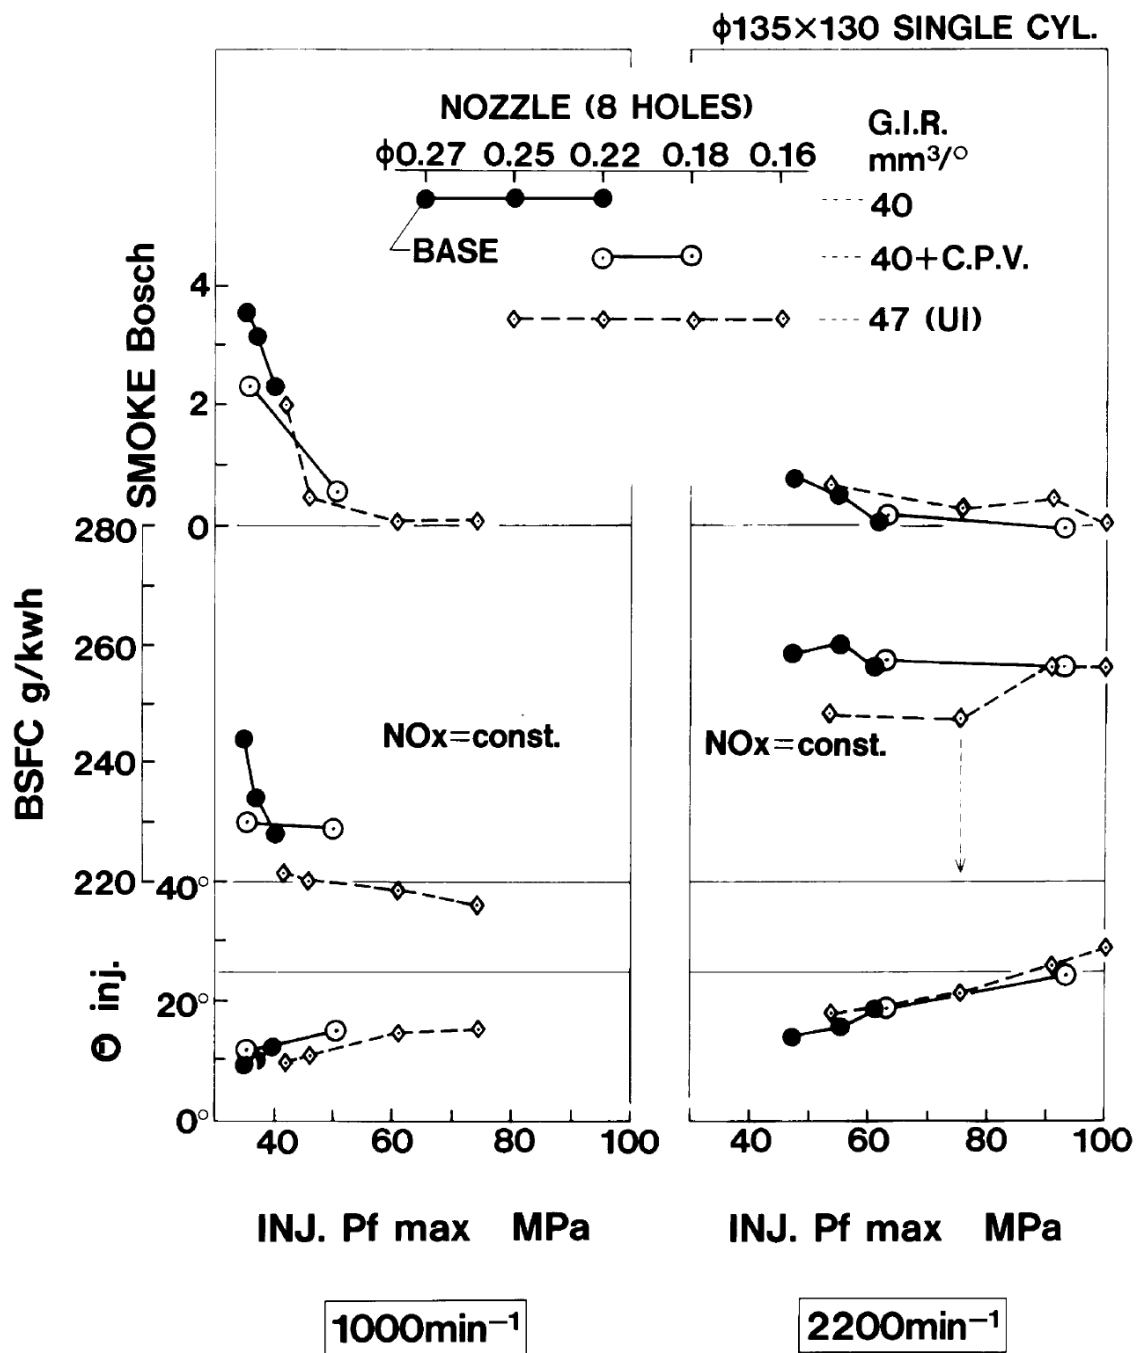 ϕ135×130 SINGLE CYL.
NOZZLE (8 HOLES)
G.I.R.
mm³/°
ϕ0.27 0.25 0.22 0.18 0.16
40
BASE
40+C.P.V.
47 (UI)
SMOKE Bosch
4
2
0
BSFC g/kwh
280
260
240
220
NOx=const.
NOx=const.
Θ inj.
40°
20°
0°
40 60 80 100
40 60 80 100
INJ. Pf max MPa
INJ. Pf max MPa
1000min⁻¹
2200min⁻¹